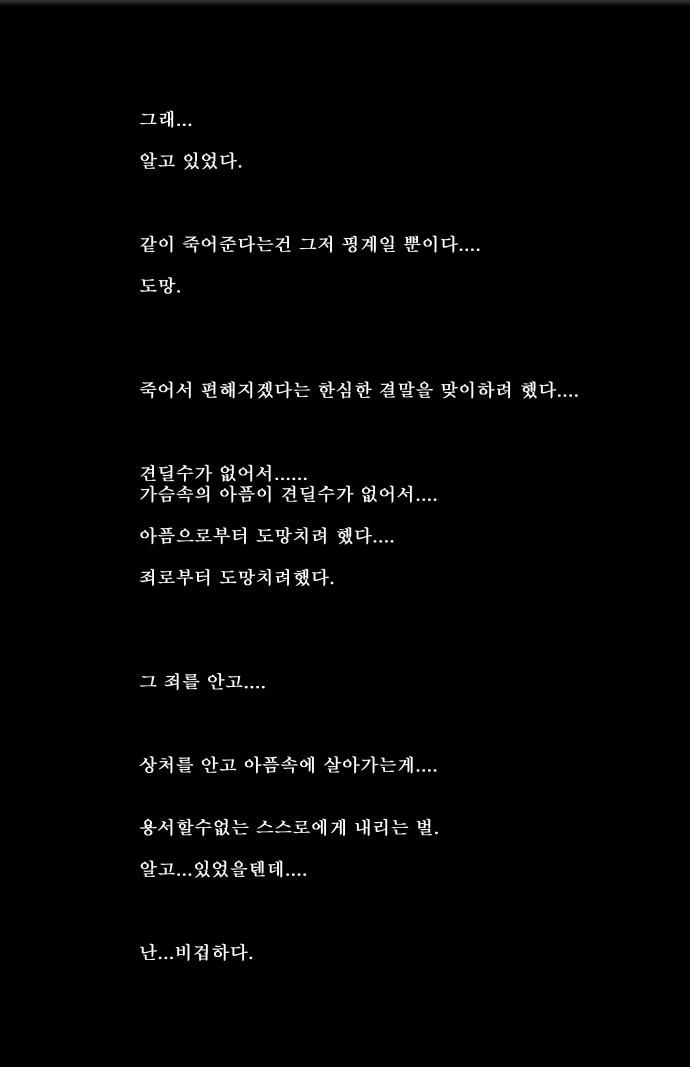 그래...
알고 있었다.
같이 죽어준다는건 그저 핑계일 뿐이다....
도망.
죽어서 편해지겠다는 한심한 결말을 맞이하려 했다....
견딜수가 없어서......
가슴속의 아픔이 견딜수가 없어서....
아픔으로부터 도망치려 했다....
죄로부터 도망치려했다.
그 죄를 안고....
상처를 안고 아픔속에 살아가는게....
용서할수없는 스스로에게 내리는 벌.
알고...있었을텐데....
난...비겁하다.